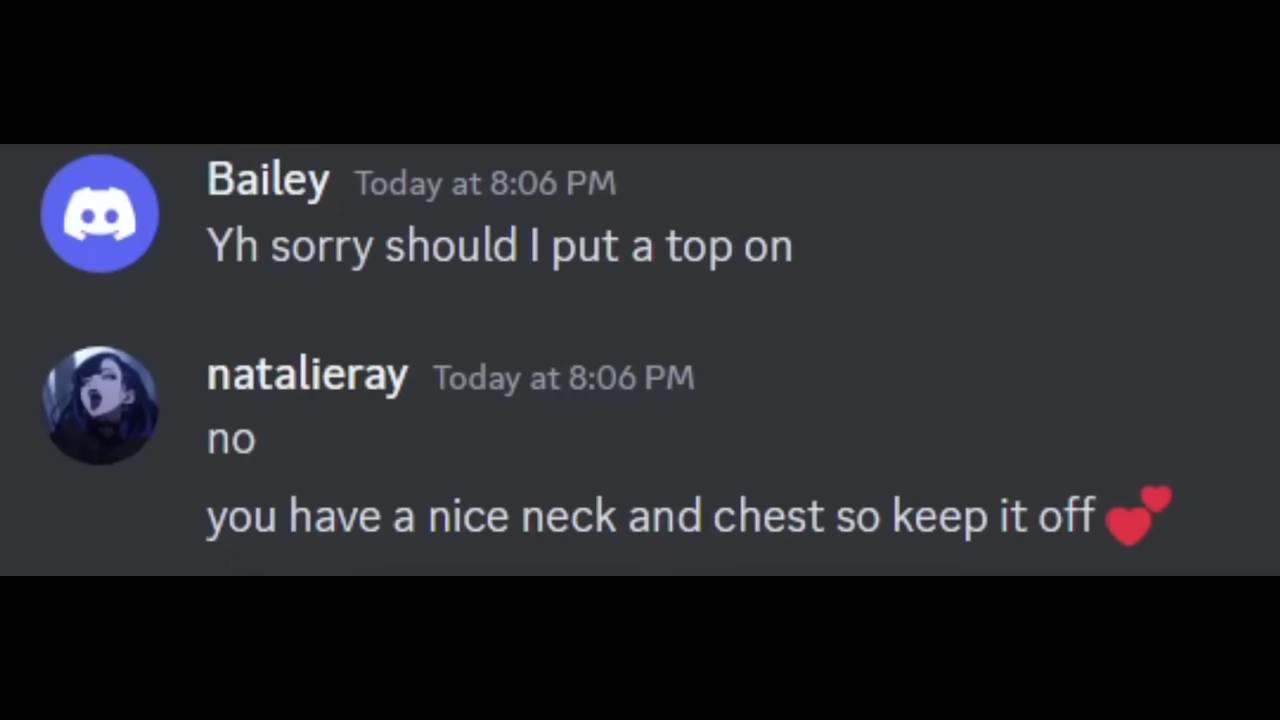 Bailey Today at 8:06 PM
Yh sorry should I put a top on
natalieray Today at 8:06 PM
no
you have a nice neck and chest so keep it off 💕